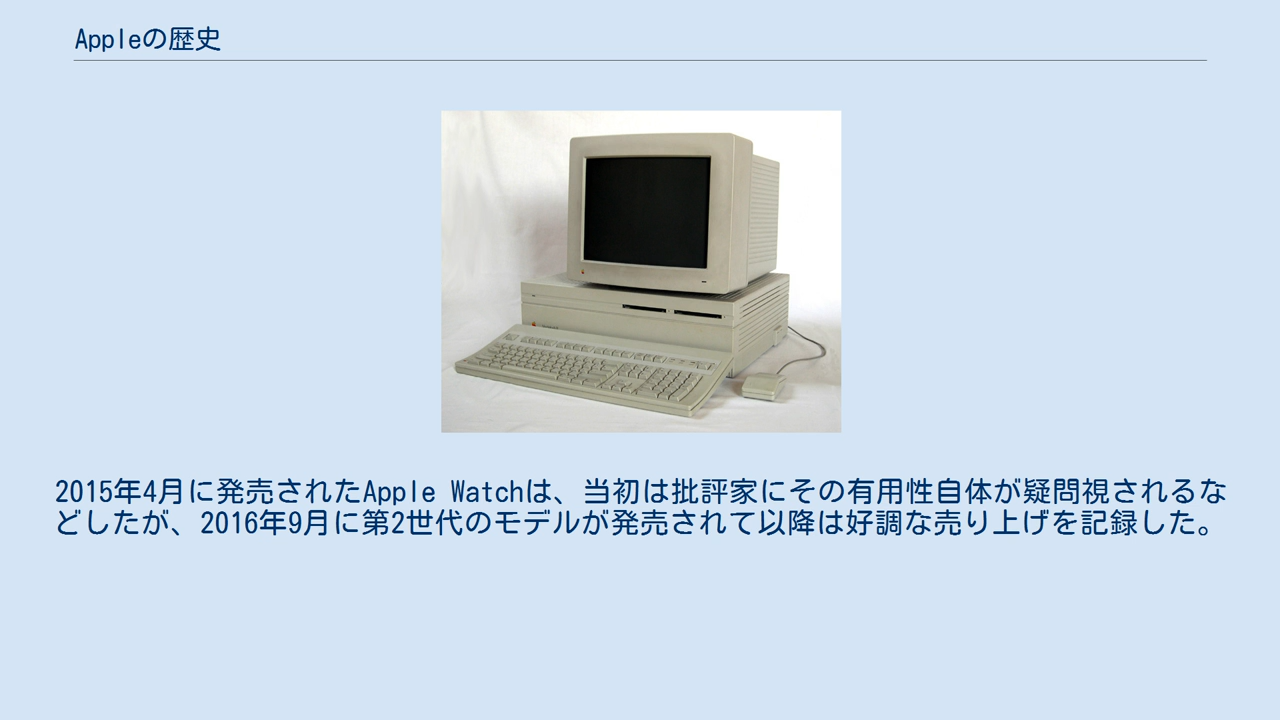 Appleの歴史
2015年4月に発売されたApple Watchは、当初は批評家にその有用性自体が疑問視されるな
どしたが、2016年9月に第2世代のモデルが発売されて以降は好調な売り上げを記録した。